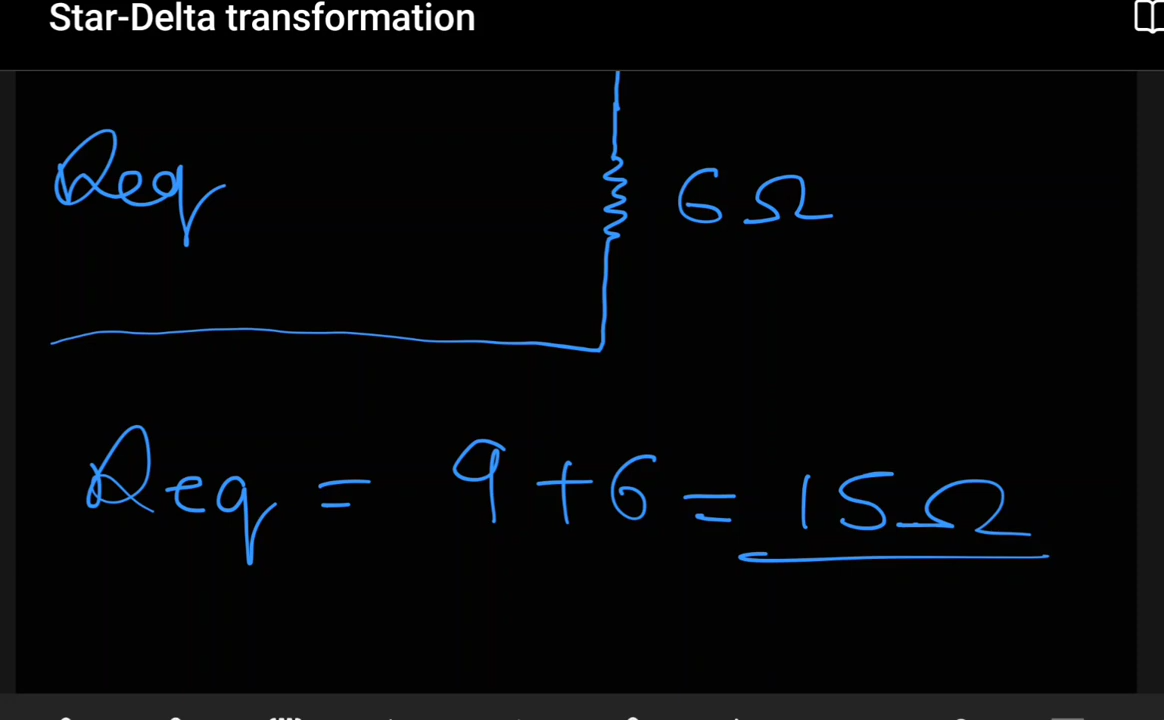 Star-Delta transformation
Req
6Ω
Req = 9+6 = 15Ω